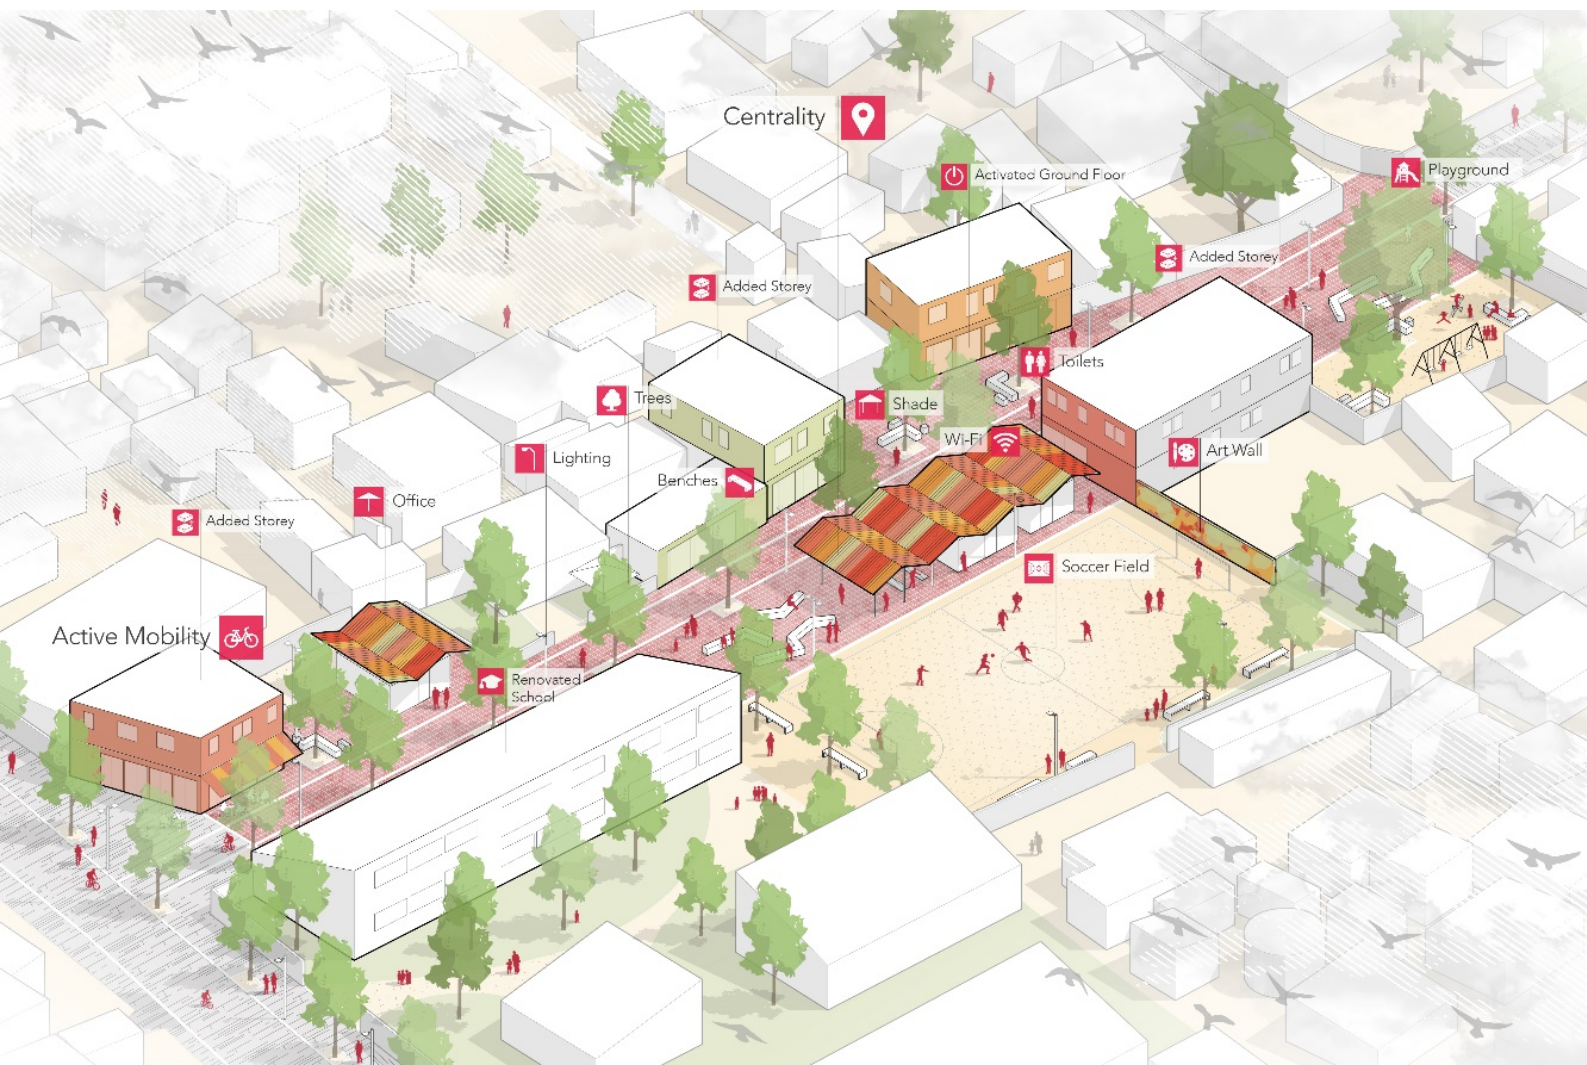 Centrality
Activated Ground Floor
Playground
Added Storey
Added Storey
Toilets
Trees
Shade
Wi-Fi
Art Wall
Lighting
Benches
Office
Added Storey
Soccer Field
Active Mobility
Renovated
School